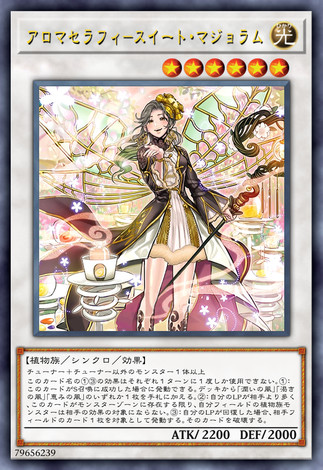 アロマセラフィースイート・マジョラム
光
【植物族／シンクロ／効果】
チューナー＋チューナー以外のモンスター１体以上
このカード名の①③の効果はそれぞれ１ターンに１度しか使用できない。①：
このカードがS召喚に成功した場合に発動できる。デッキから「潤いの風」「渇き
の風」「恵みの風」のいずれか１枚を手札に加える。②：自分のLPが相手より多
く、このカードがモンスターゾーンに存在する限り、自分フィールドの植物族モ
ンスターは相手の効果の対象にならない。③：自分のLPが回復した場合、相手フ
ィールドのカード１枚を対象として発動する。そのカードを破壊する。
ATK/ 2200 DEF/2000
79656239